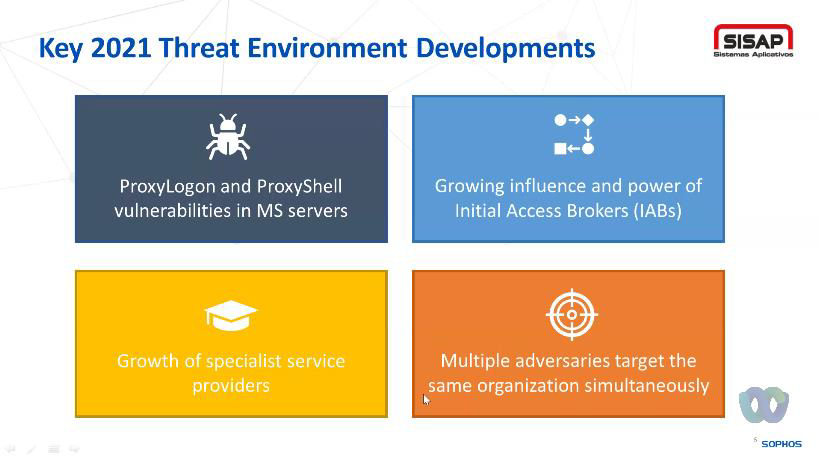 Key 2021 Threat Environment Developments
SISAP
Sistemas Aplicativos
ProxyLogon and ProxyShell
vulnerabilities in MS servers
Growing influence and power of
Initial Access Brokers (IABs)
Growth of specialist service
providers
Multiple adversaries target the
same organization simultaneously
6
SOPHOS